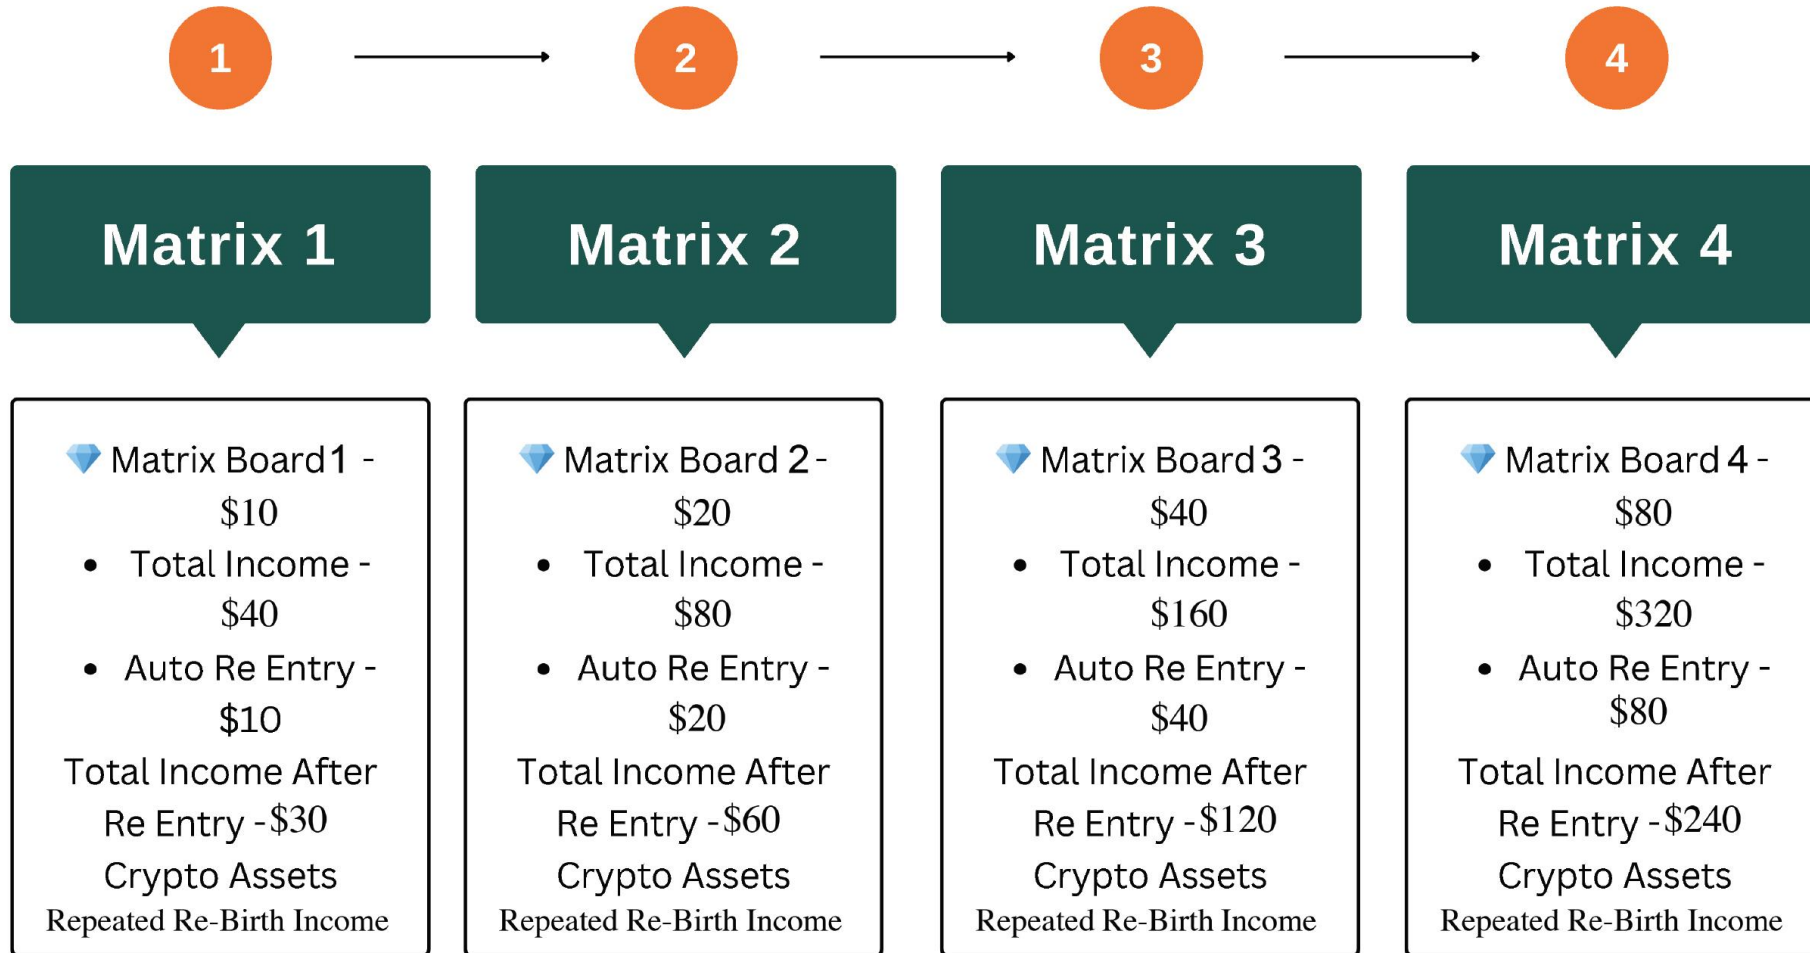 1
2
3
4
Matrix 1
Matrix 2
Matrix 3
Matrix 4
Matrix Board 1 -
$10
• Total Income -
$40
• Auto Re Entry -
$10
Total Income After
Re Entry -$30
Crypto Assets
Repeated Re-Birth Income
Matrix Board 2-
$20
• Total Income -
$80
• Auto Re Entry -
$20
Total Income After
Re Entry -$60
Crypto Assets
Repeated Re-Birth Income
Matrix Board 3 -
$40
• Total Income -
$160
• Auto Re Entry -
$40
Total Income After
Re Entry -$120
Crypto Assets
Repeated Re-Birth Income
Matrix Board 4 -
$80
• Total Income -
$320
• Auto Re Entry -
$80
Total Income After
Re Entry -$240
Crypto Assets
Repeated Re-Birth Income